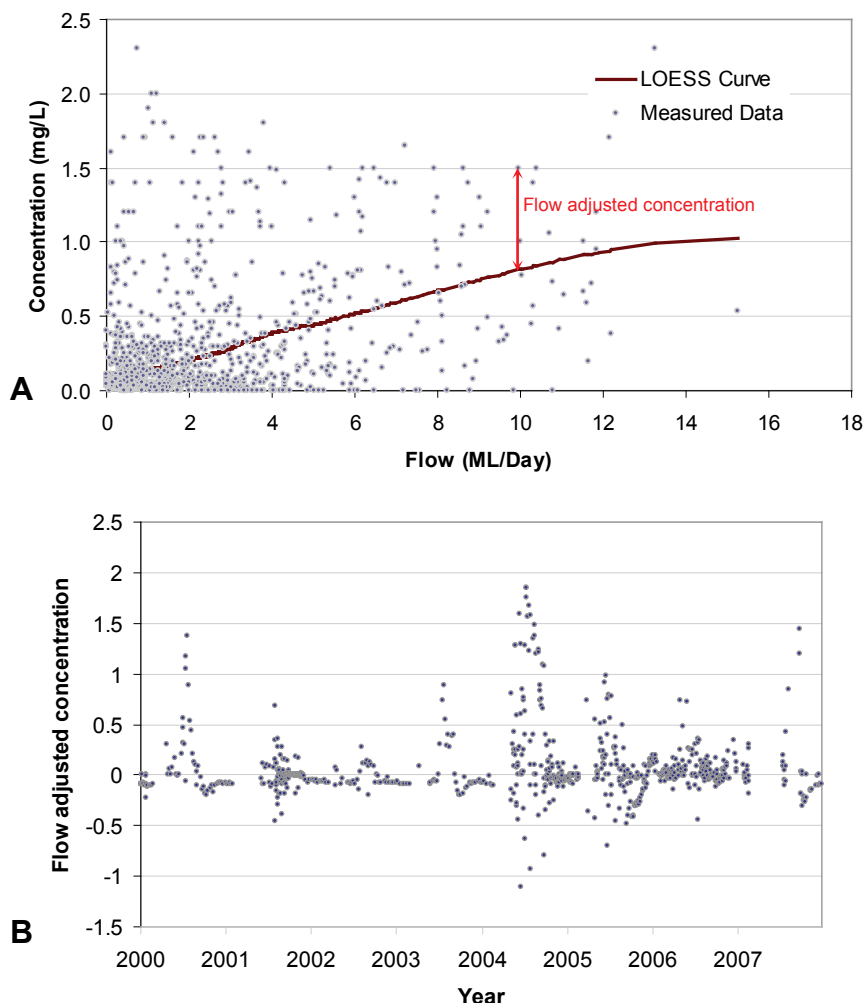 2.5
2.0
1.5
1.0
0.5
0.0
Concentration (mg/L)
LOESS Curve
Measured Data
Flow adjusted concentration
A
0 2 4 6 8 10 12 14 16 18
Flow (ML/Day)
2.5
2
1.5
1
0.5
0
-0.5
-1
-1.5
Flow adjusted concentration
B
2000 2001 2002 2003 2004 2005 2006 2007
Year